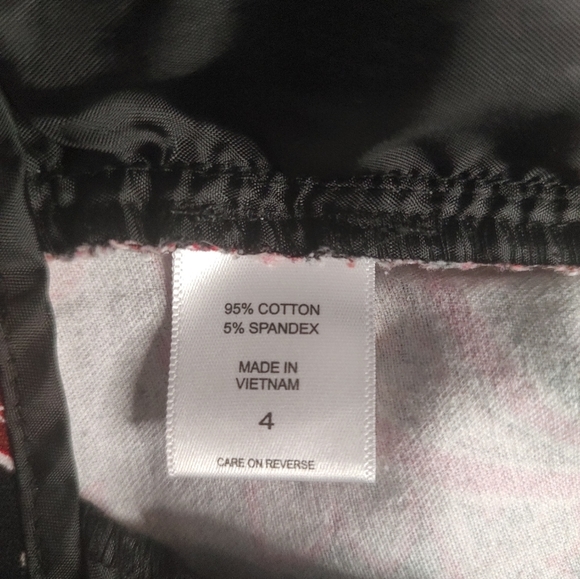 95% COTTON
5% SPANDEX
MADE IN
VIETNAM
4
CARE ON REVERSE